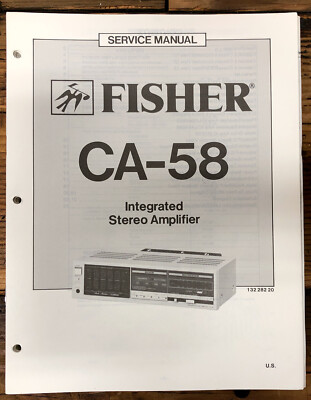 SERVICE MANUAL
FISHER®
CA-58
Integrated
Stereo Amplifier
132 282 20
U.S.